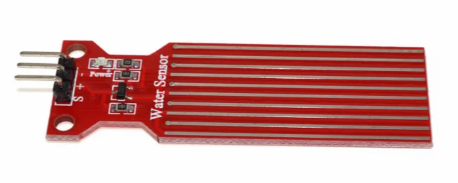 Power
- + S
Water Sensor